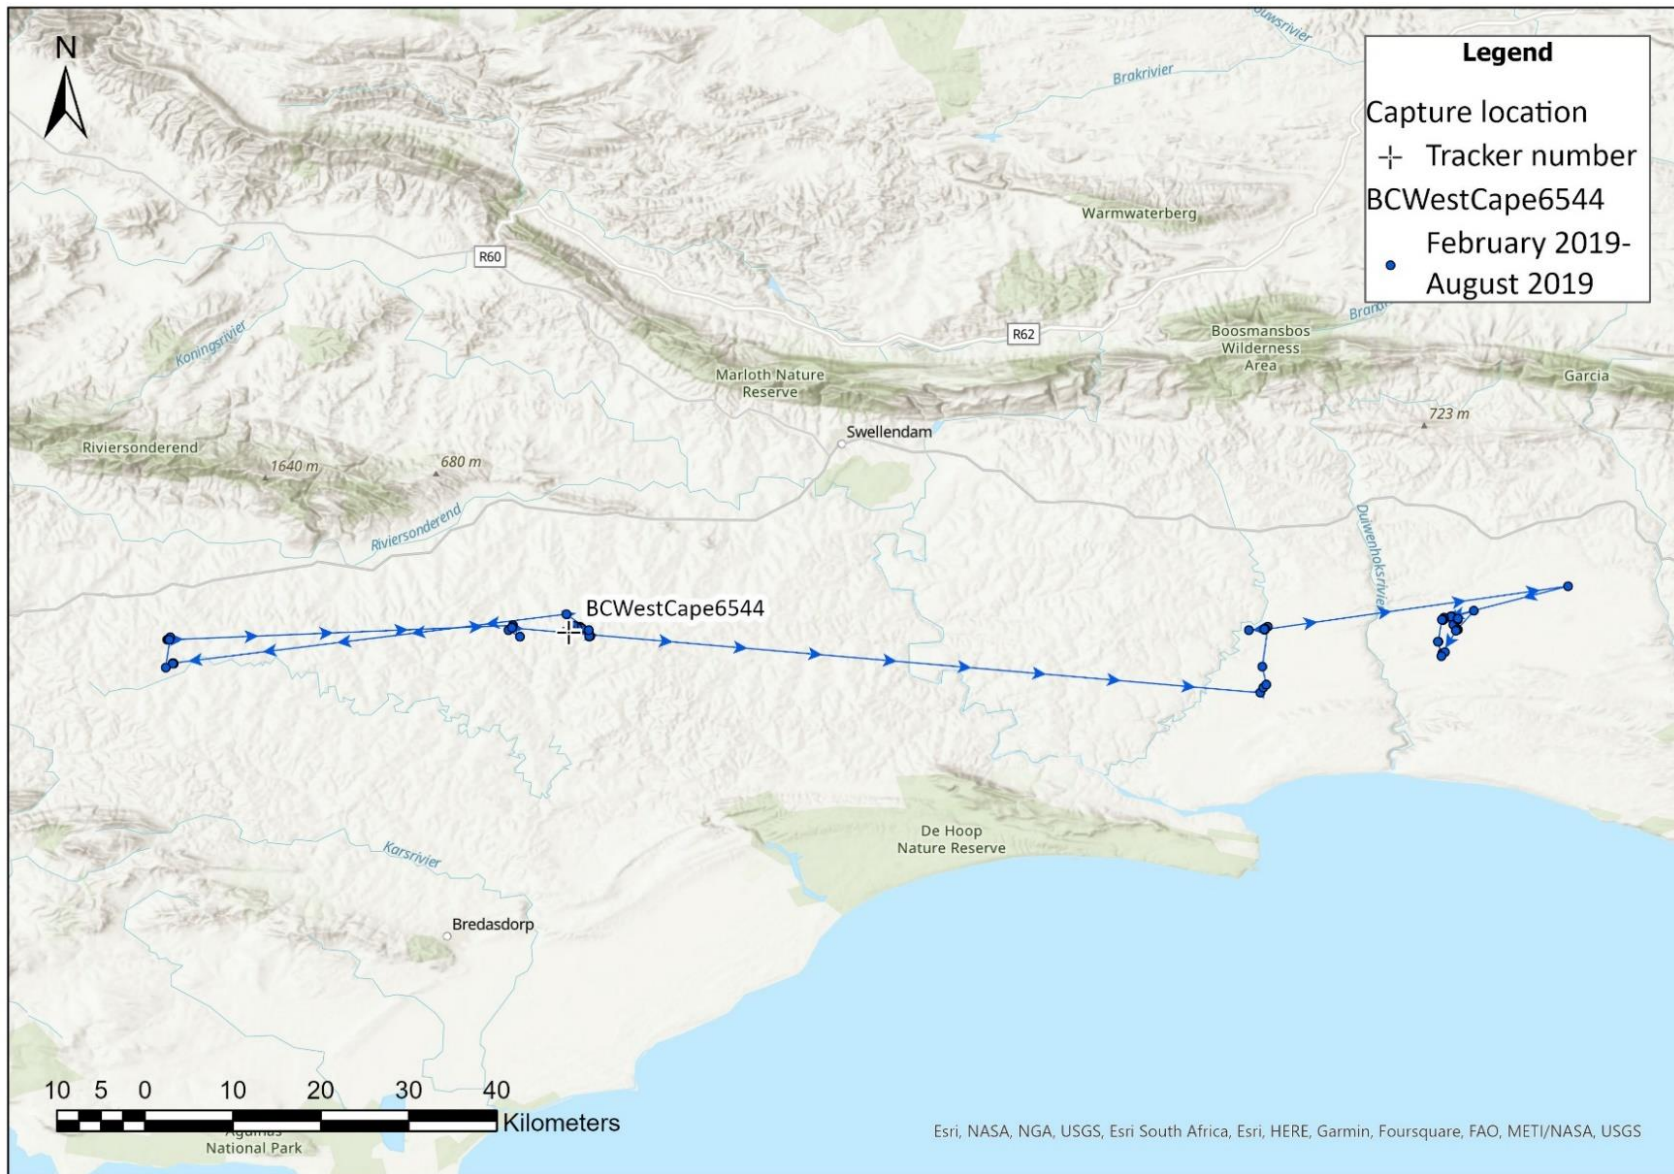 N
Legend
Capture location
Tracker number
BCWestCape6544
February 2019-
August 2019
Brakrivier
Warmwaterberg
R60
R62
Koningsrivier
Boosmansbos
Wilderness
Area
Marloth Nature
Reserve
Garcia
723 m
Swellendam
Riviersonderend
1640 m
680 m
Riviersonderend
Duiwenhoksrivier
BCWestCape6544
De Hoop
Nature Reserve
Karsrivier
Bredasdorp
10 5 0 10 20 30 40
Kilometers
National Park
Esri, NASA, NGA, USGS, Esri South Africa, Esri, HERE, Garmin, Foursquare, FAO, METI/NASA, USGS